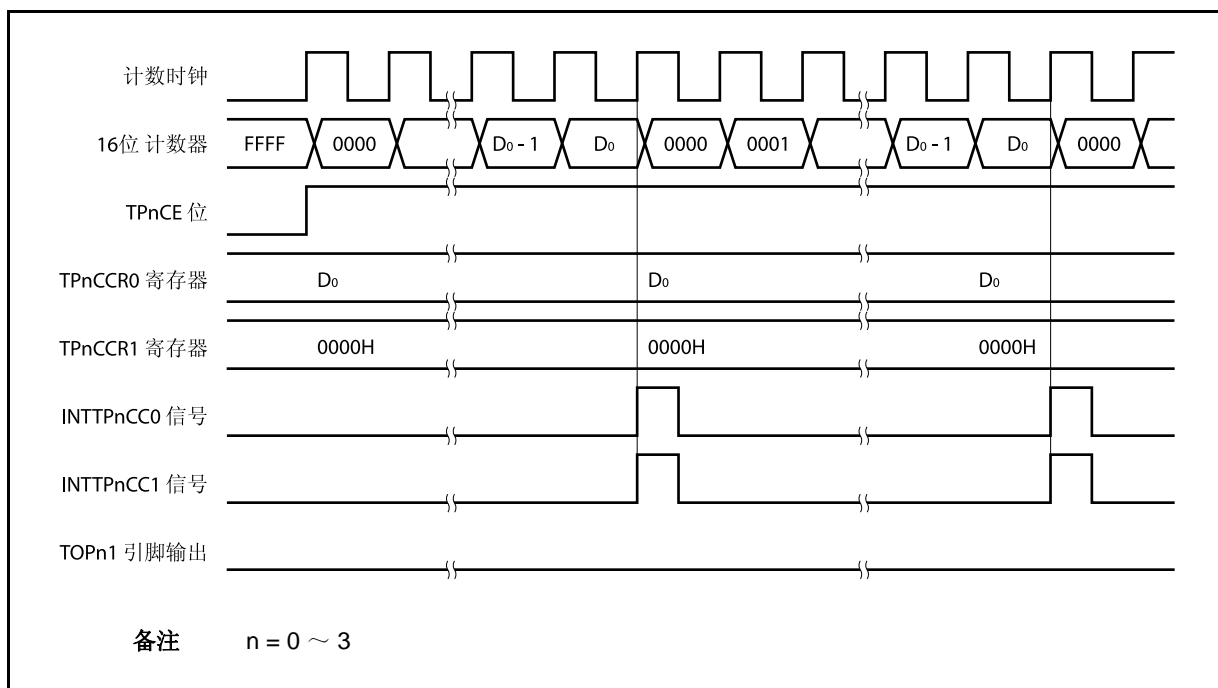 计数时钟
16位 计数器 FFFF 0000 D₀ - 1 D₀ 0000 0001 D₀ - 1 D₀ 0000
TPnCE 位
TPnCCR0 寄存器 D₀ D₀ D₀
TPnCCR1 寄存器 0000H 0000H 0000H
INTTPnCC0 信号
INTTPnCC1 信号
TOPn1 引脚输出
备注 n = 0 ～ 3